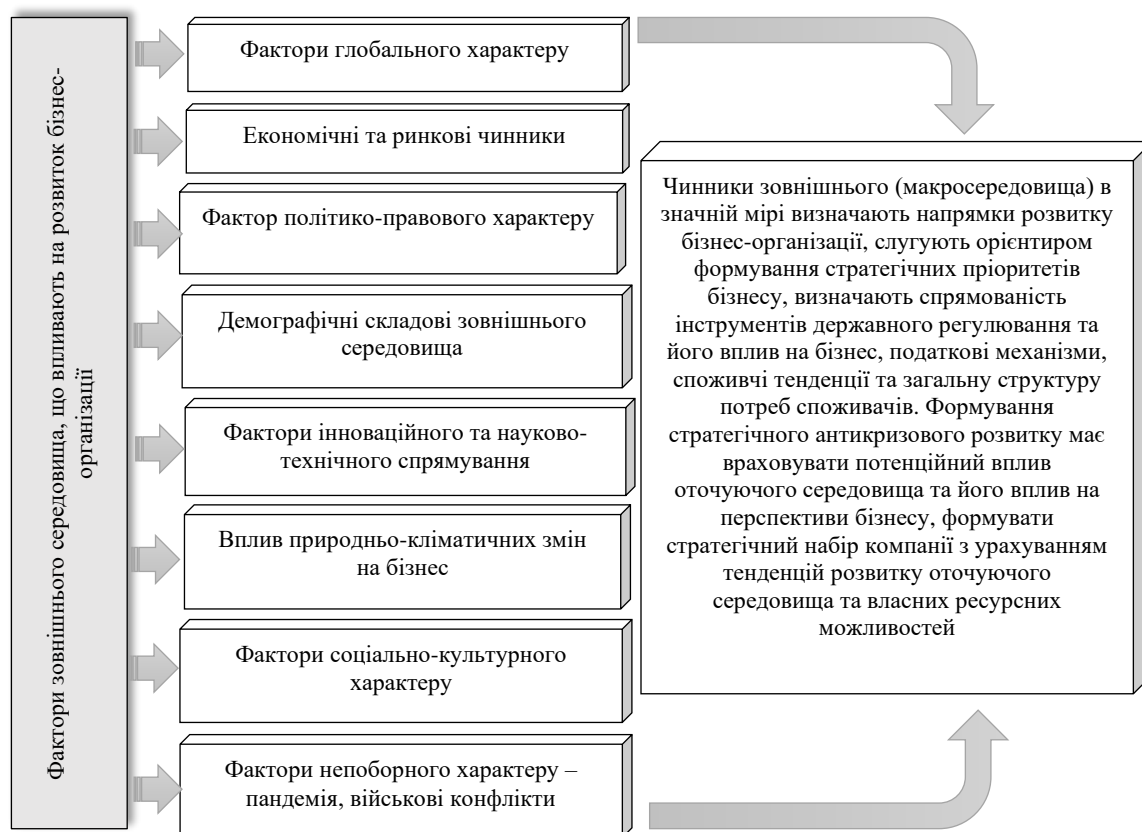 Фактори зовнішнього середовища, що впливають на розвиток бізнес-
організації
Фактори глобального характеру
Економічні та ринкові чинники
Фактор політико-правового характеру
Демографічні складові зовнішнього
середовища
Фактори інноваційного та науково-
технічного спрямування
Вплив природньо-кліматичних змін
на бізнес
Фактори соціально-культурного
характеру
Фактори непоборного характеру –
пандемія, військові конфлікти
Чинники зовнішнього (макросередовища) в
значній мірі визначають напрямки розвитку
бізнес-організації, слугують орієнтиром
формування стратегічних пріоритетів
бізнесу, визначають спрямованість
інструментів державного регулювання та
його вплив на бізнес, податкові механізми,
споживчі тенденції та загальну структуру
потреб споживачів. Формування
стратегічного антикризового розвитку має
враховувати потенційний вплив
оточуючого середовища та його вплив на
перспективи бізнесу, формувати
стратегічний набір компанії з урахуванням
тенденцій розвитку оточуючого
середовища та власних ресурсних
можливостей